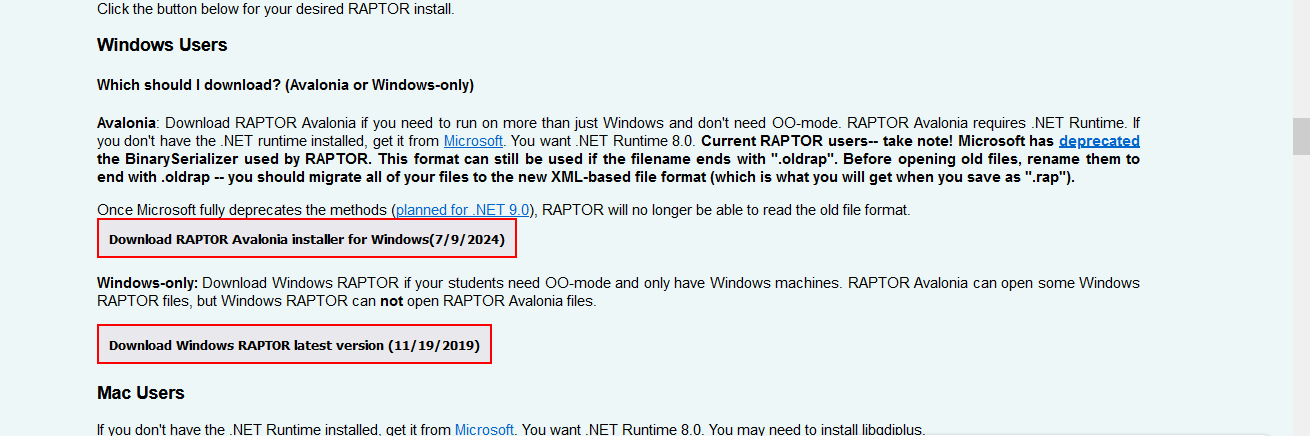 Click the button below for your desired RAPTOR install.
Windows Users
Which should I download? (Avalonia or Windows-only)
Avalonia: Download RAPTOR Avalonia if you need to run on more than just Windows and don't need OO-mode. RAPTOR Avalonia requires .NET Runtime. If
you don't have the .NET runtime installed, get it from Microsoft. You want .NET Runtime 8.0. Current RAPTOR users-- take note! Microsoft has deprecated
the BinarySerializer used by RAPTOR. This format can still be used if the filename ends with ".oldrap". Before opening old files, rename them to
end with .oldrap -- you should migrate all of your files to the new XML-based file format (which is what you will get when you save as ".rap").
Once Microsoft fully deprecates the methods (planned for .NET 9.0), RAPTOR will no longer be able to read the old file format.
Download RAPTOR Avalonia installer for Windows(7/9/2024)
Windows-only: Download Windows RAPTOR if your students need OO-mode and only have Windows machines. RAPTOR Avalonia can open some Windows
RAPTOR files, but Windows RAPTOR can not open RAPTOR Avalonia files.
Download Windows RAPTOR latest version (11/19/2019)
Mac Users
If you don't have the .NET Runtime installed, get it from Microsoft. You want .NET Runtime 8.0. You may need to install libgdiplus.